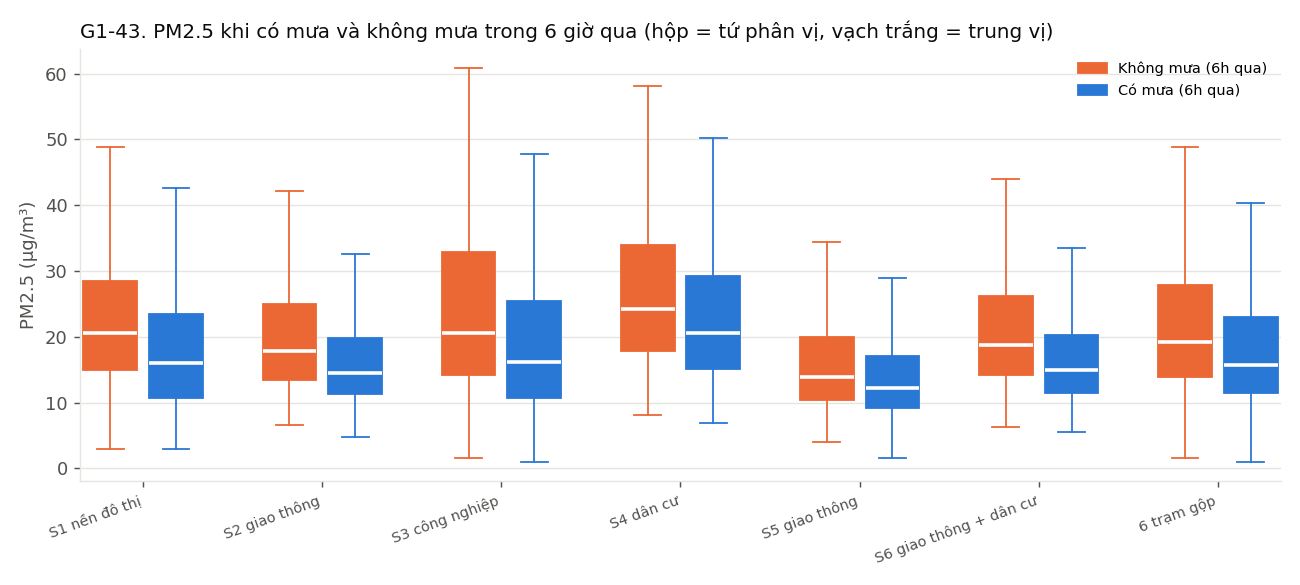 G1-43. PM2.5 khi có mưa và không mưa trong 6 giờ qua (hộp = tứ phân vị, vạch trắng = trung vị)
Không mưa (6h qua)
Có mưa (6h qua)
PM2.5 (µg/m³)
60
50
40
30
20
10
0
S1 nền đô thị
S2 giao thông
S3 công nghiệp
S4 dân cư
S5 giao thông
S6 giao thông + dân cư
6 trạm gộp